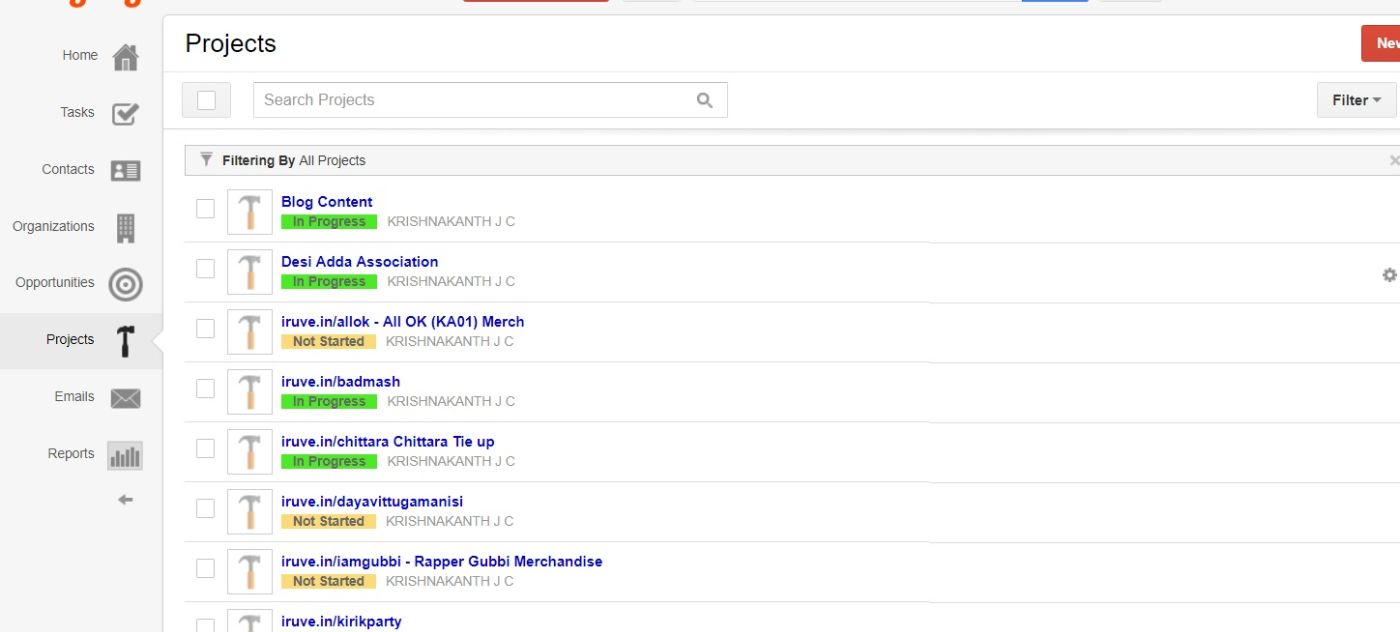 Projects
New
Home
Tasks
Contacts
Organizations
Opportunities
Projects
Emails
Reports
Search Projects
Filter
Filtering By All Projects
Blog Content
In Progress KRISHNAKANTH J C
Desi Adda Association
In Progress KRISHNAKANTH J C
iruve.in/allok - All OK (KA01) Merch
Not Started KRISHNAKANTH J C
iruve.in/badmash
In Progress KRISHNAKANTH J C
iruve.in/chittara Chittara Tie up
In Progress KRISHNAKANTH J C
iruve.in/dayavittugamanisi
Not Started KRISHNAKANTH J C
iruve.in/iamgubbi - Rapper Gubbi Merchandise
Not Started KRISHNAKANTH J C
iruve.in/kirikparty